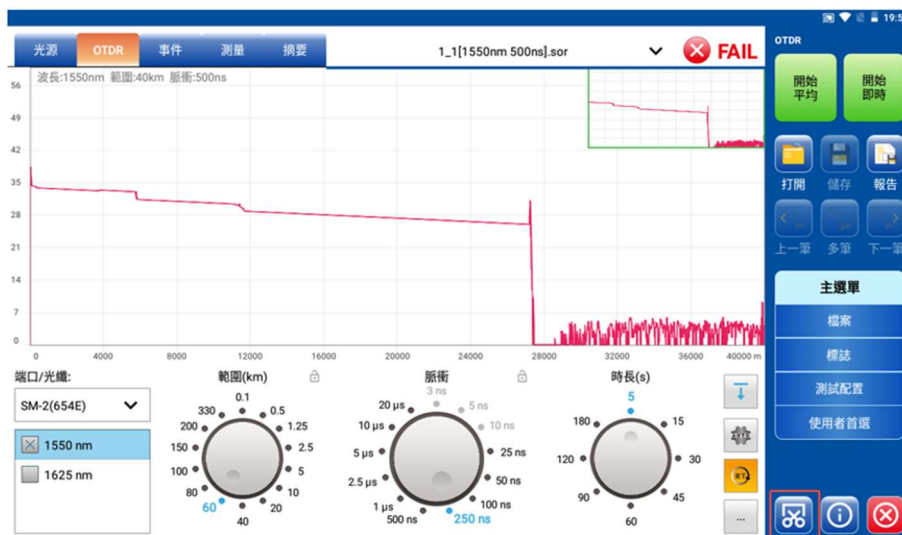 19:5
光源
OTDR
事件
測量
摘要
1_1[1550nm 500ns].sor
FAIL
波長:1550nm 範圍:40km 脈衝:500ns
56
49
42
35
28
21
14
7
0
0 4000 8000 12000 16000 20000 24000 28000 32000 36000 40000 m
端口/光纖:
SM-2(654E)
1550 nm
1625 nm
範圍(km)
0.1
0.5
1.25
2.5
5
10
20
40
60
80
100
150
200
330
脈衝
3 ns
5 ns
10 ns
25 ns
50 ns
100 ns
250 ns
500 ns
1 µs
2.5 µs
5 µs
10 µs
20 µs
時長(s)
5
15
30
45
60
90
120
180
...
OTDR
開始
平均
開始
即時
打開
儲存
報告
上一筆
多筆
下一筆
主選單
檔案
標誌
測試配置
使用者首選